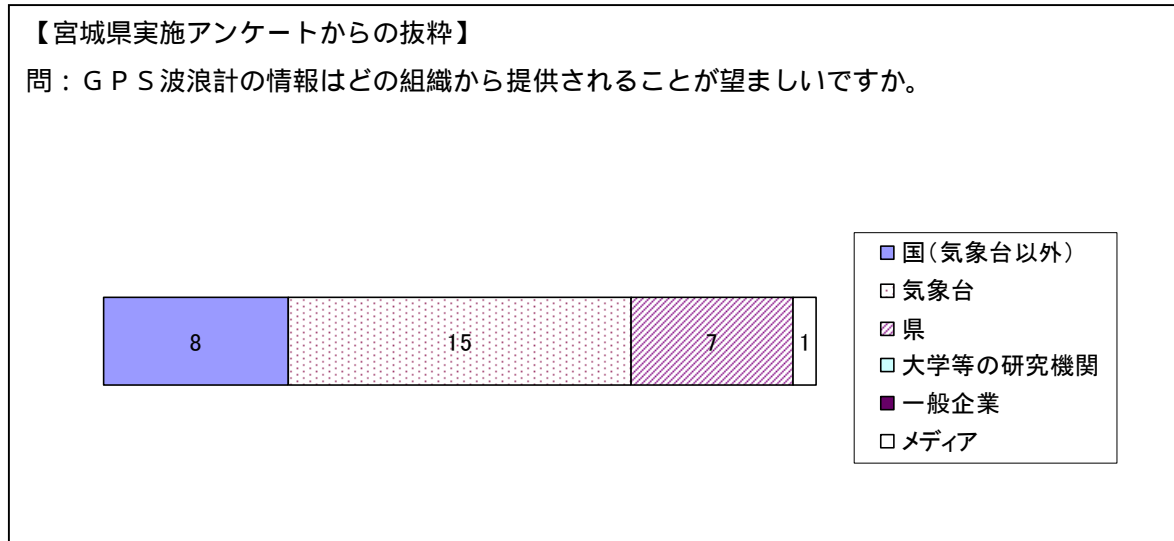 【宮城県実施アンケートからの抜粋】
問：ＧＰＳ波浪計の情報はどの組織から提供されることが望ましいですか。
8
15
7
1
国(気象台以外)
気象台
県
大学等の研究機関
一般企業
メディア